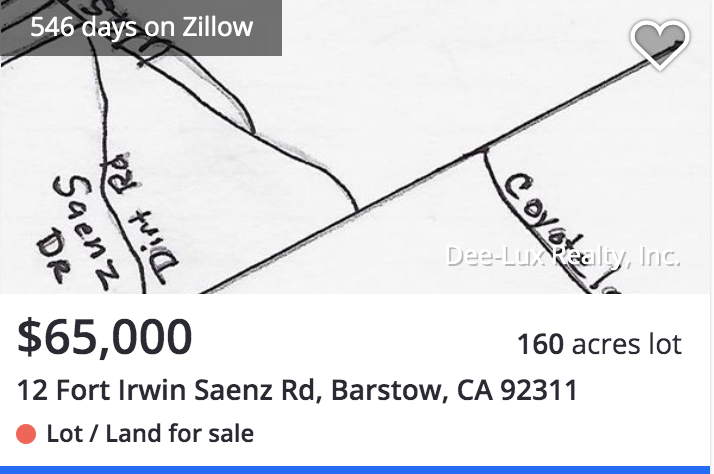 546 days on Zillow
Dirt Rd
Saenz
DR
Dee-Lux Realty, Inc.
$65,000
160 acres lot
12 Fort Irwin Saenz Rd, Barstow, CA 92311
Lot / Land for sale